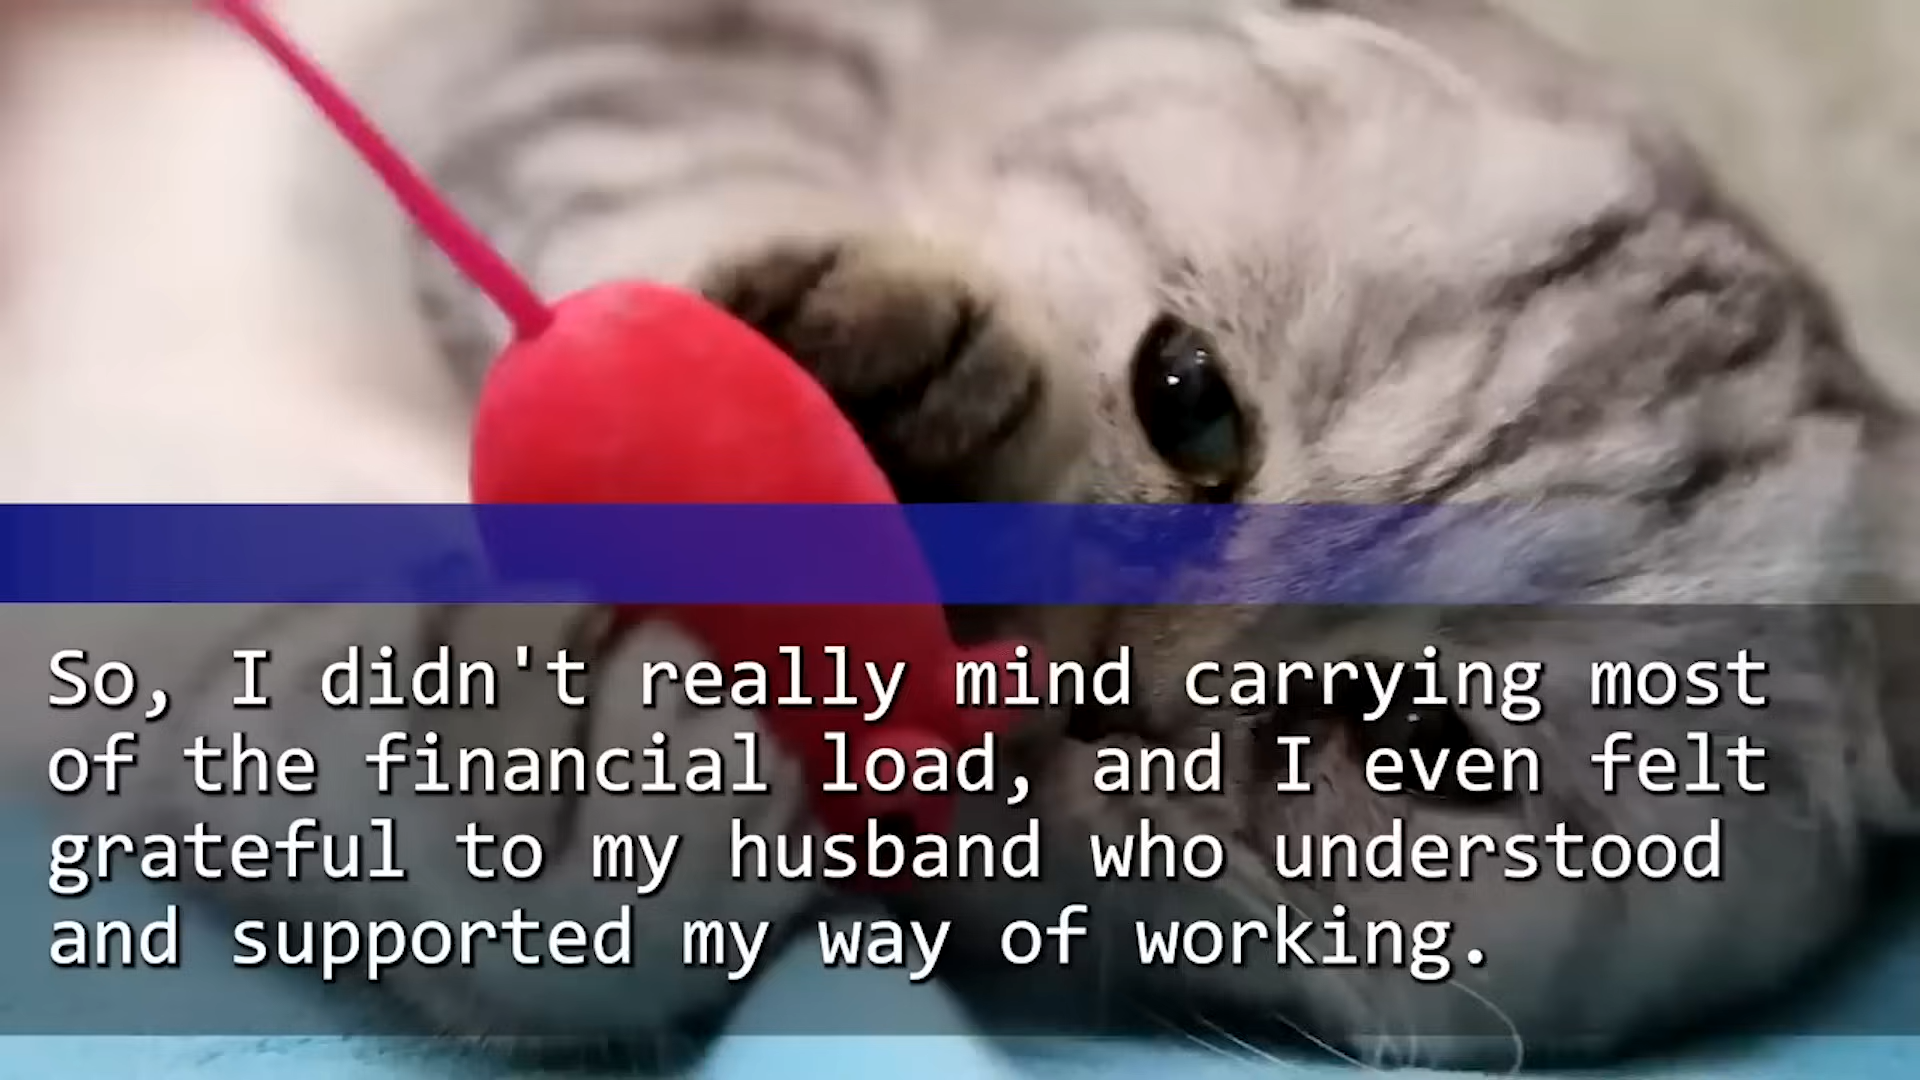 So, I didn't really mind carrying most
of the financial load, and I even felt
grateful to my husband who understood
and supported my way of working.